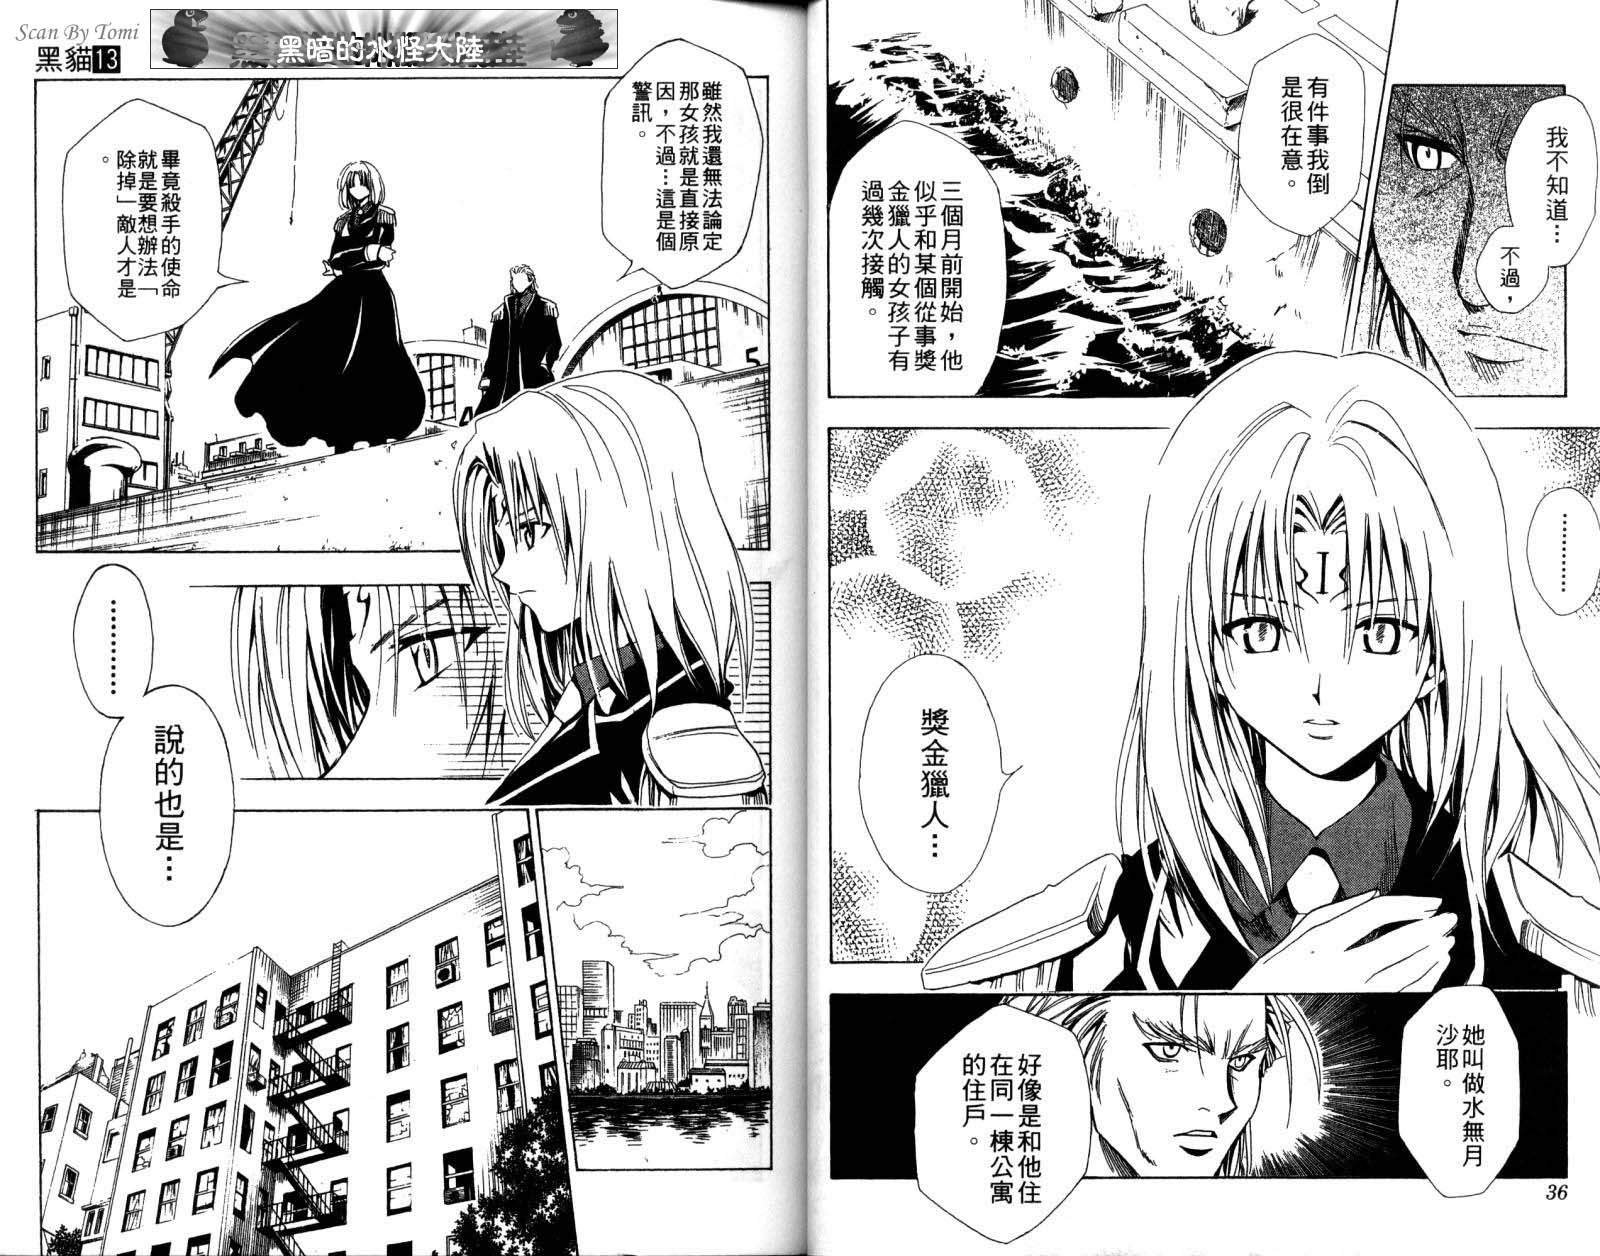 Scan By Tomi
黑貓13
黑暗的水怪大陸
我不知道…
不過，
有件事我倒
是很在意。
三個月前開始，他
似乎和某個從事獎
金獵人的女孩子有
過幾次接觸。
………
獎金獵人…
她叫做水無月
沙耶。
好像是和他住
在同一棟公寓
的住戶。
36
雖然我還無法論定
那女孩就是直接原
因，不過…這是個
警訊。
畢竟殺手的使命
就是要想辦法「
除掉」敵人才是
。
5
4
………
說的也是…